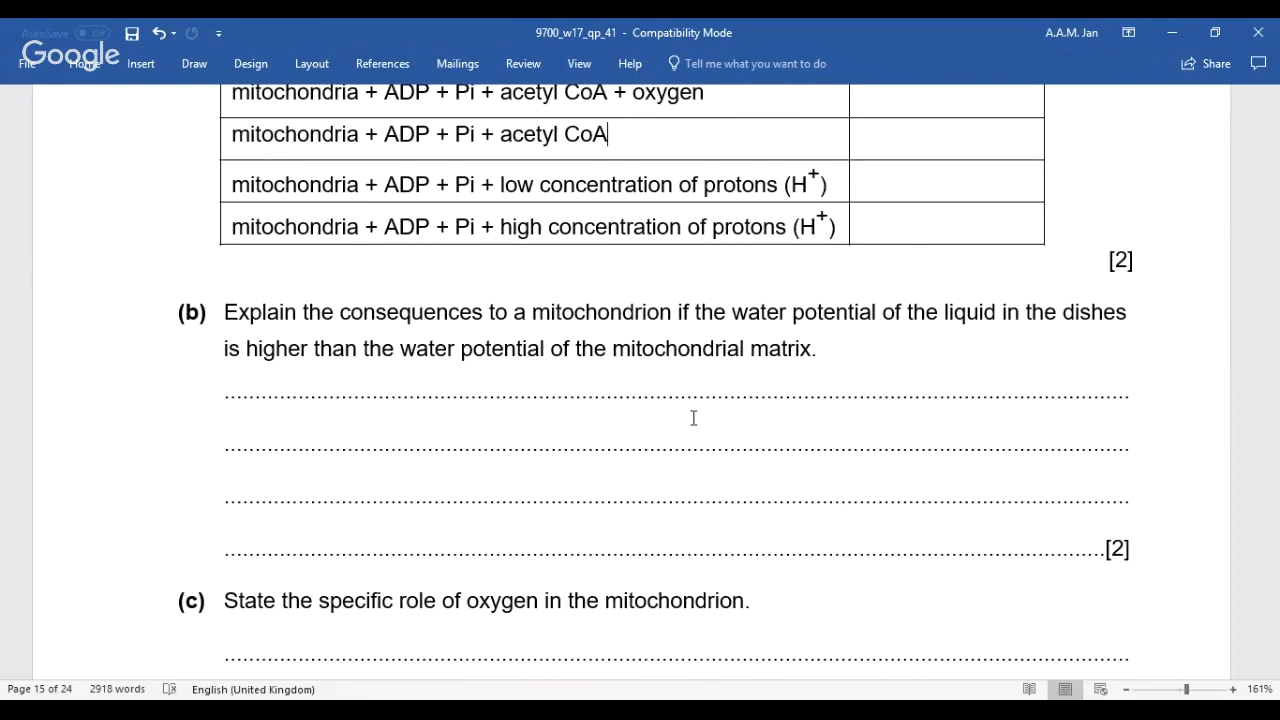 AutoSave Off
9700_w17_qp_41 - Compatibility Mode
A.A.M. Jan
Google
File Home Insert Draw Design Layout References Mailings Review View Help Tell me what you want to do Share
mitochondria + ADP + Pi + acetyl CoA + oxygen
mitochondria + ADP + Pi + acetyl CoA
mitochondria + ADP + Pi + low concentration of protons (H⁺)
mitochondria + ADP + Pi + high concentration of protons (H⁺)
[2]
(b) Explain the consequences to a mitochondrion if the water potential of the liquid in the dishes
is higher than the water potential of the mitochondrial matrix.
[2]
(c) State the specific role of oxygen in the mitochondrion.
Page 15 of 24 2918 words English (United Kingdom) 161%